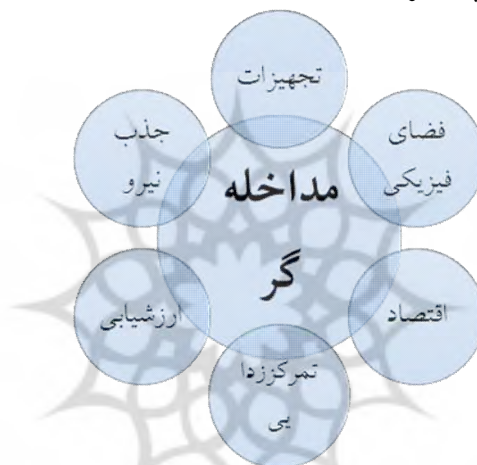 تجهیزات
فضای
فیزیکی
جذب
نیرو
مداخله
گر
اقتصاد
ارزشیابی
تمرکززدا
یی